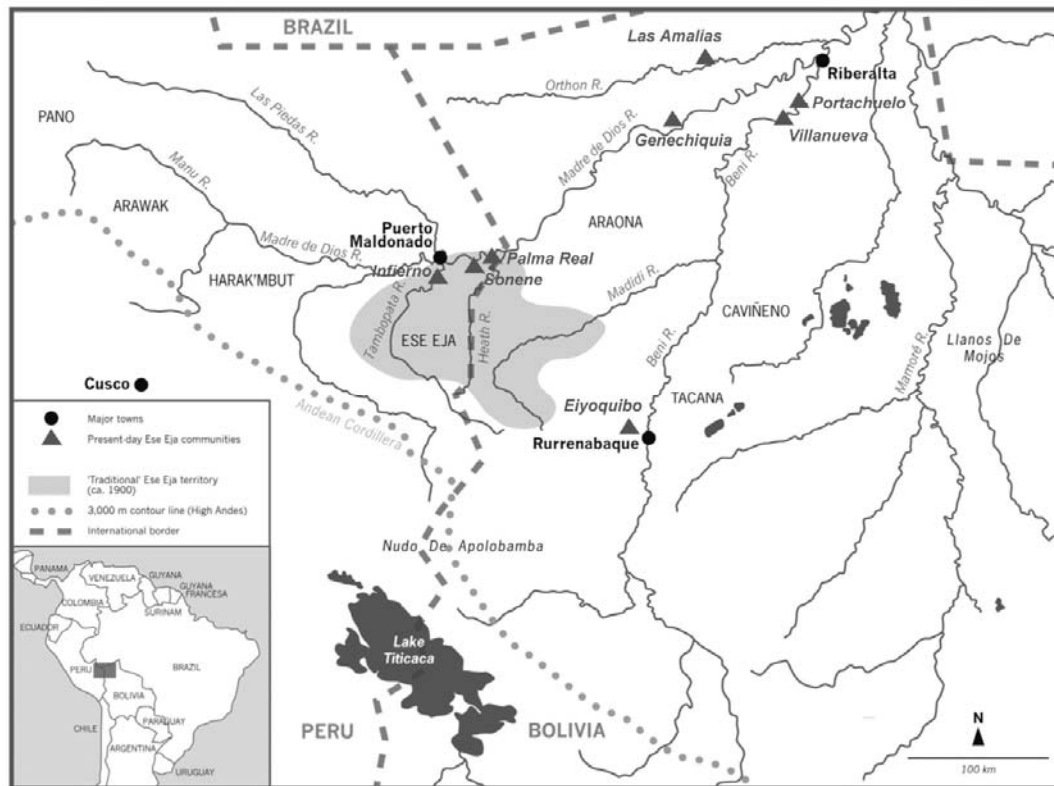 BRAZIL
Las Amalias
Riberalta
Orthon R.
Portachuelo
Las Piedas R.
PANO
Genechiquia
Madre de Dios R.
Villanueva
Beni R.
Manu R.
ARAWAK
ARAONA
Puerto
Maldonado
Madre de Dios R.
Palma Real
HARAK'MBUT
Infierno
Sonene
Madidi R.
Tambopata R.
ESE EJA
Heath R.
CAVIÑENO
Beni R.
Mamoré R.
Llanos De
Mojos
Cusco
Andean Cordillera
Eiyoquibo
TACANA
Rurrenabaque
Major towns
Present-day Ese Eja communities
'Traditional' Ese Eja territory
(ca. 1900)
3,000 m contour line (High Andes)
International border
Nudo De Apolobamba
PANAMA
VENEZUELA
GUYANA
GUYANA
FRANCESA
COLOMBIA
SURINAM
ECUADOR
PERU
BRAZIL
BOLIVIA
CHILE
PARAGUAY
ARGENTINA
URUGUAY
Lake
Titicaca
PERU
BOLIVIA
N
100 km